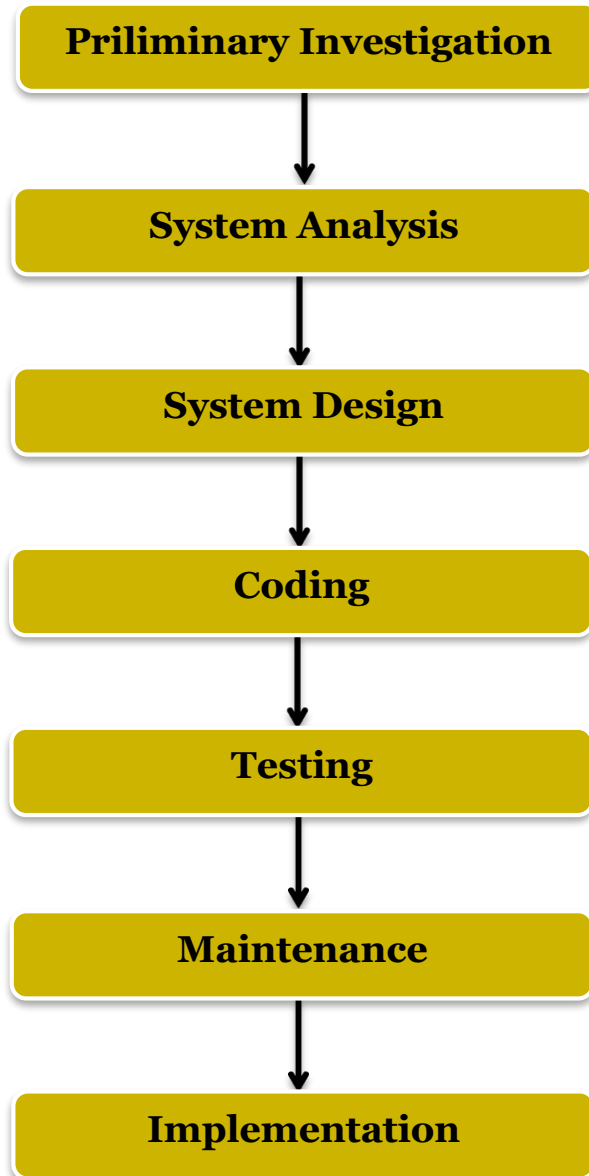 Priliminary Investigation
System Analysis
System Design
Coding
Testing
Maintenance
Implementation